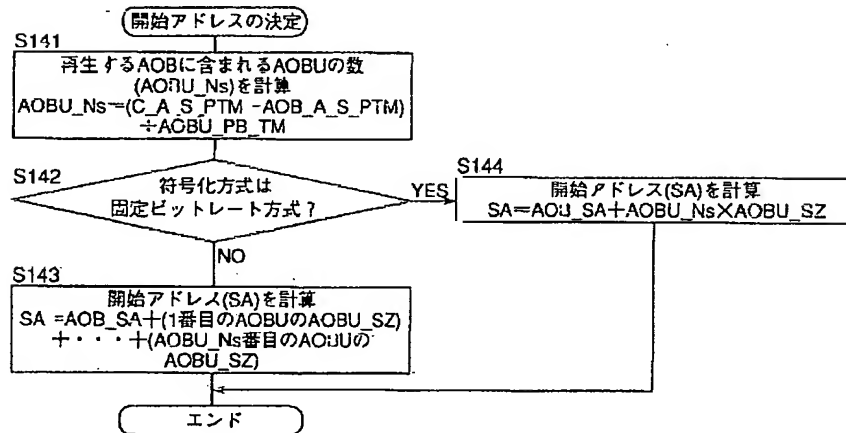 開始アドレスの決定
S141
再生するAOBに含まれるAOBUの数
(AOBU_Ns)を計算
AOBU_Ns=(C_A_S_PTM -AOB_A_S_PTM)
÷AOBU_PB_TM
S142
符号化方式は
固定ビットレート方式?
YES
S144
開始アドレス(SA)を計算
SA=AOB_SA+AOBU_Ns×AOBU_SZ
NO
S143
開始アドレス(SA)を計算
SA =AOB_SA+(1番目のAOBUのAOBU_SZ)
+・・・+(AOBU_Ns番目のAOBUの
AOBU_SZ)
エンド